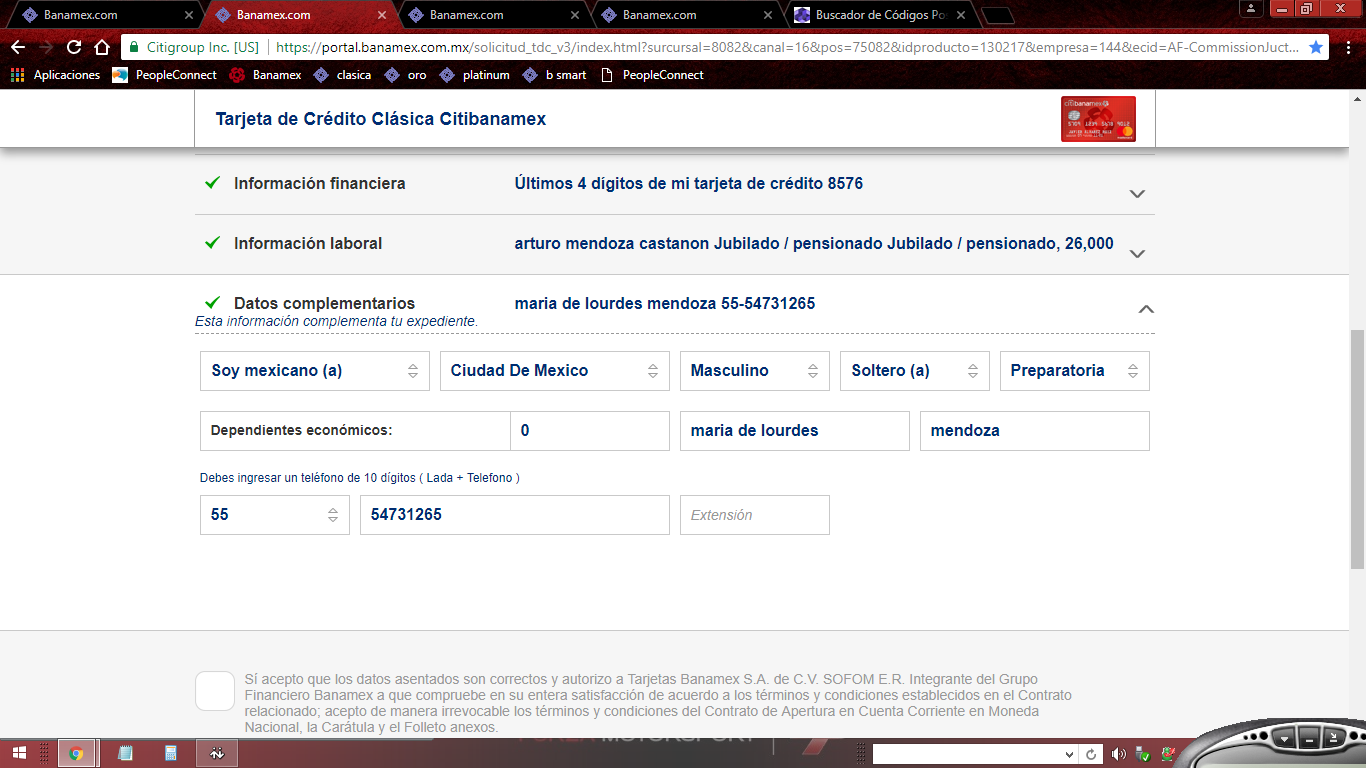 Banamex.com
Banamex.com
Banamex.com
Banamex.com
Buscador de Códigos Po
Citigroup Inc. [US] https://portal.banamex.com.mx/solicitud_tdc_v3/index.html?surcursal=8082&canal=16&pos=75082&idproducto=130217&empresa=144&ecid=AF-CommissionJuct...
Aplicaciones PeopleConnect Banamex clasica oro platinum b smart PeopleConnect
Tarjeta de Crédito Clásica Citibanamex
citibanamex
Información financiera Últimos 4 dígitos de mi tarjeta de crédito 8576
Información laboral arturo mendoza castanon Jubilado / pensionado Jubilado / pensionado, 26,000
Datos complementarios maria de lourdes mendoza 55-54731265
Esta información complementa tu expediente.
Soy mexicano (a) Ciudad De Mexico Masculino Soltero (a) Preparatoria
Dependientes económicos: 0 maria de lourdes mendoza
Debes ingresar un teléfono de 10 dígitos ( Lada + Telefono )
55 54731265 Extensión
Sí acepto que los datos asentados son correctos y autorizo a Tarjetas Banamex S.A. de C.V. SOFOM E.R. Integrante del Grupo
Financiero Banamex a que compruebe en su entera satisfacción de acuerdo a los términos y condiciones establecidos en el Contrato
relacionado; acepto de manera irrevocable los términos y condiciones del Contrato de Apertura en Cuenta Corriente en Moneda
Nacional, la Carátula y el Folleto anexos.